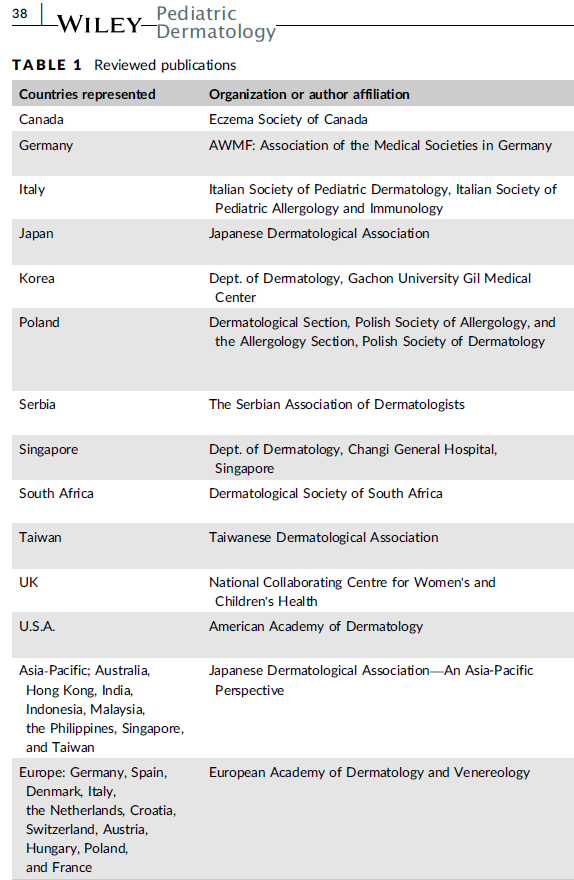 38
WILEY
Pediatric
Dermatology
TABLE 1 Reviewed publications
Countries represented Organization or author affiliation
Canada Eczema Society of Canada
Germany AWMF: Association of the Medical Societies in Germany
Italy Italian Society of Pediatric Dermatology, Italian Society of
Pediatric Allergology and Immunology
Japan Japanese Dermatological Association
Korea Dept. of Dermatology, Gachon University Gil Medical
Center
Poland Dermatological Section, Polish Society of Allergology, and
the Allergology Section, Polish Society of Dermatology
Serbia The Serbian Association of Dermatologists
Singapore Dept. of Dermatology, Changi General Hospital,
Singapore
South Africa Dermatological Society of South Africa
Taiwan Taiwanese Dermatological Association
UK National Collaborating Centre for Women's and
Children's Health
U.S.A. American Academy of Dermatology
Asia-Pacific; Australia, Japanese Dermatological Association—An Asia-Pacific
Hong Kong, India, Perspective
Indonesia, Malaysia,
the Philippines, Singapore,
and Taiwan
Europe: Germany, Spain, European Academy of Dermatology and Venereology
Denmark, Italy,
the Netherlands, Croatia,
Switzerland, Austria,
Hungary, Poland,
and France